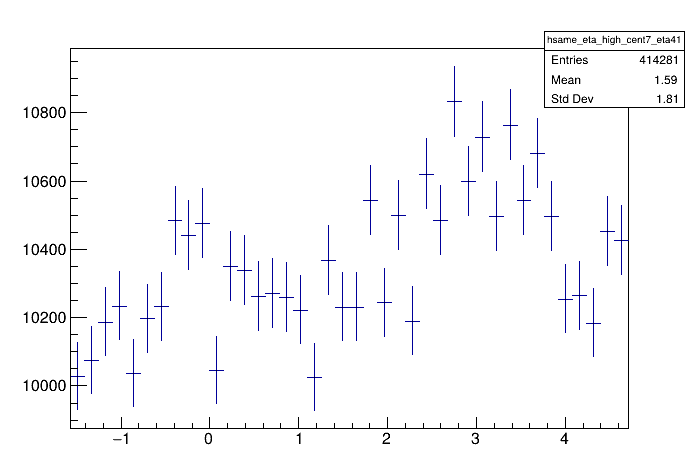 hsame_eta_high_cent7_eta41
Entries 414281
Mean 1.59
Std Dev 1.81
10800
10600
10400
10200
10000
−1 0 1 2 3 4